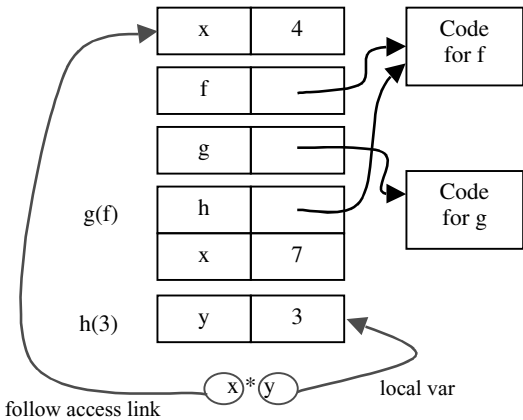 x 4
Code
for f
f
g
Code
for g
g(f)
h
x 7
h(3)
y 3
x * y
local var
follow access link